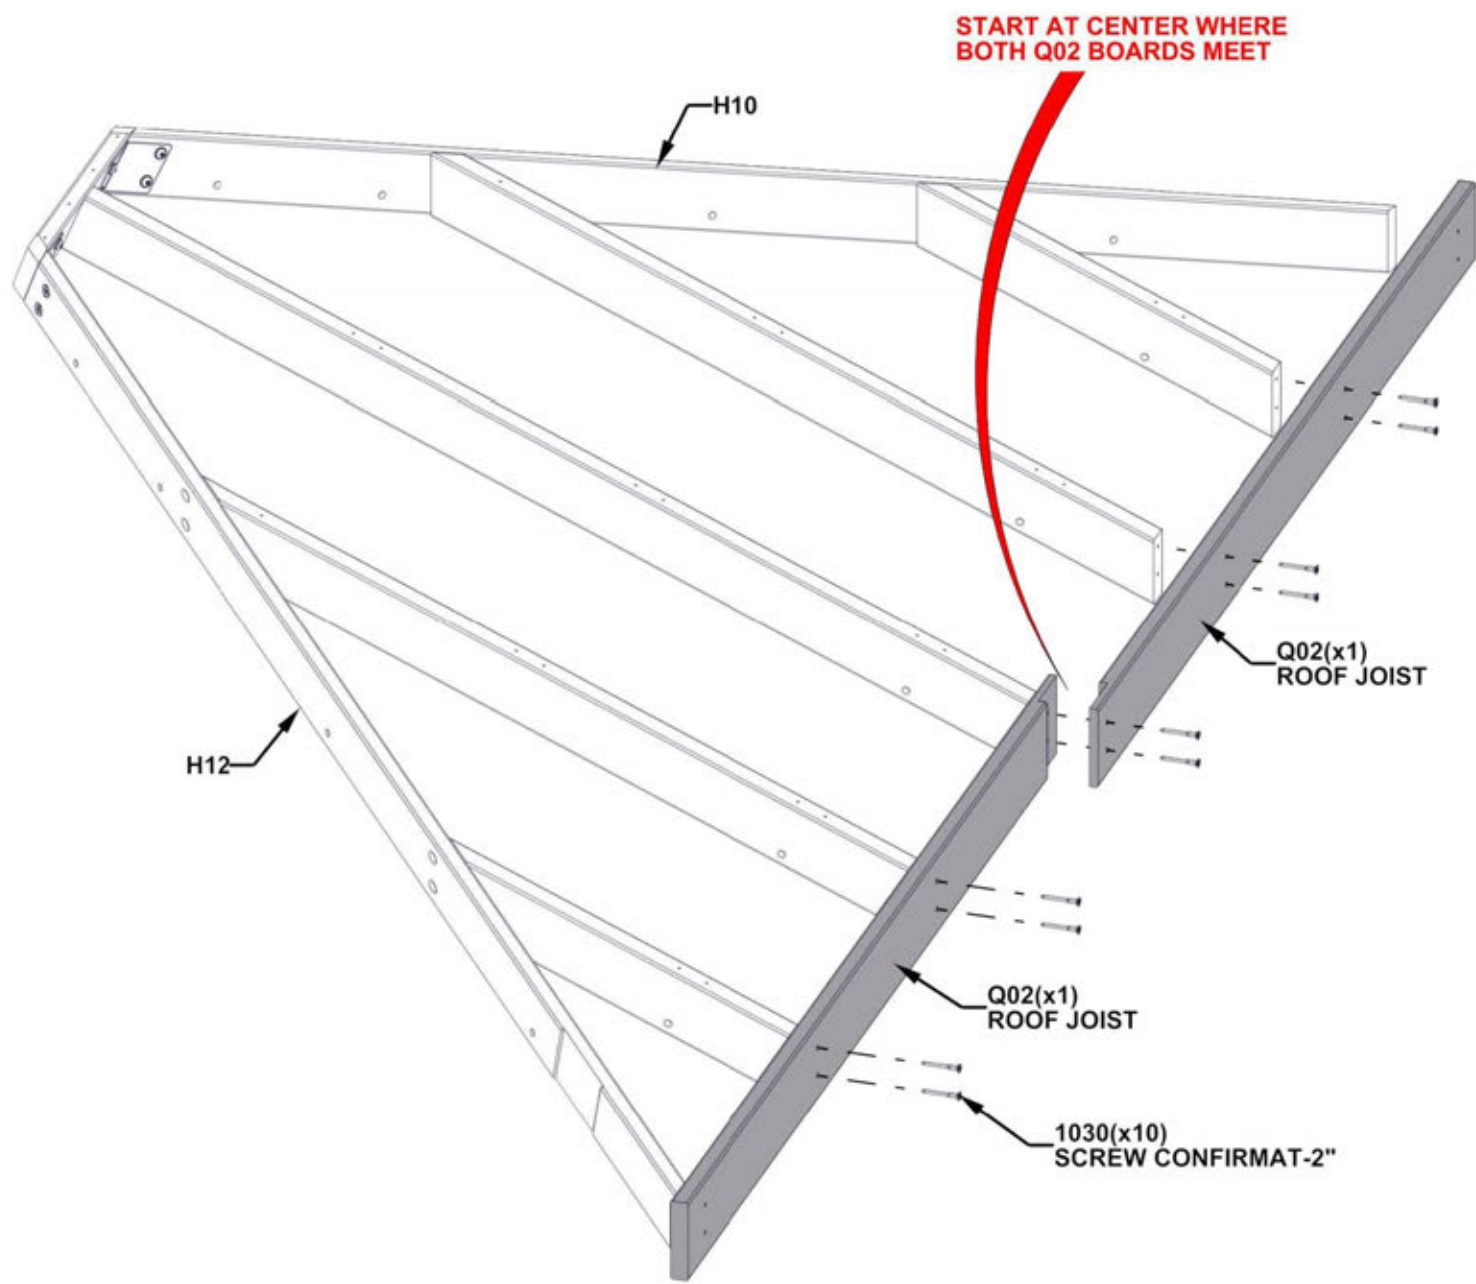 START AT CENTER WHERE
BOTH Q02 BOARDS MEET
H10
Q02(x1)
ROOF JOIST
H12
Q02(x1)
ROOF JOIST
1030(x10)
SCREW CONFIRMAT-2"